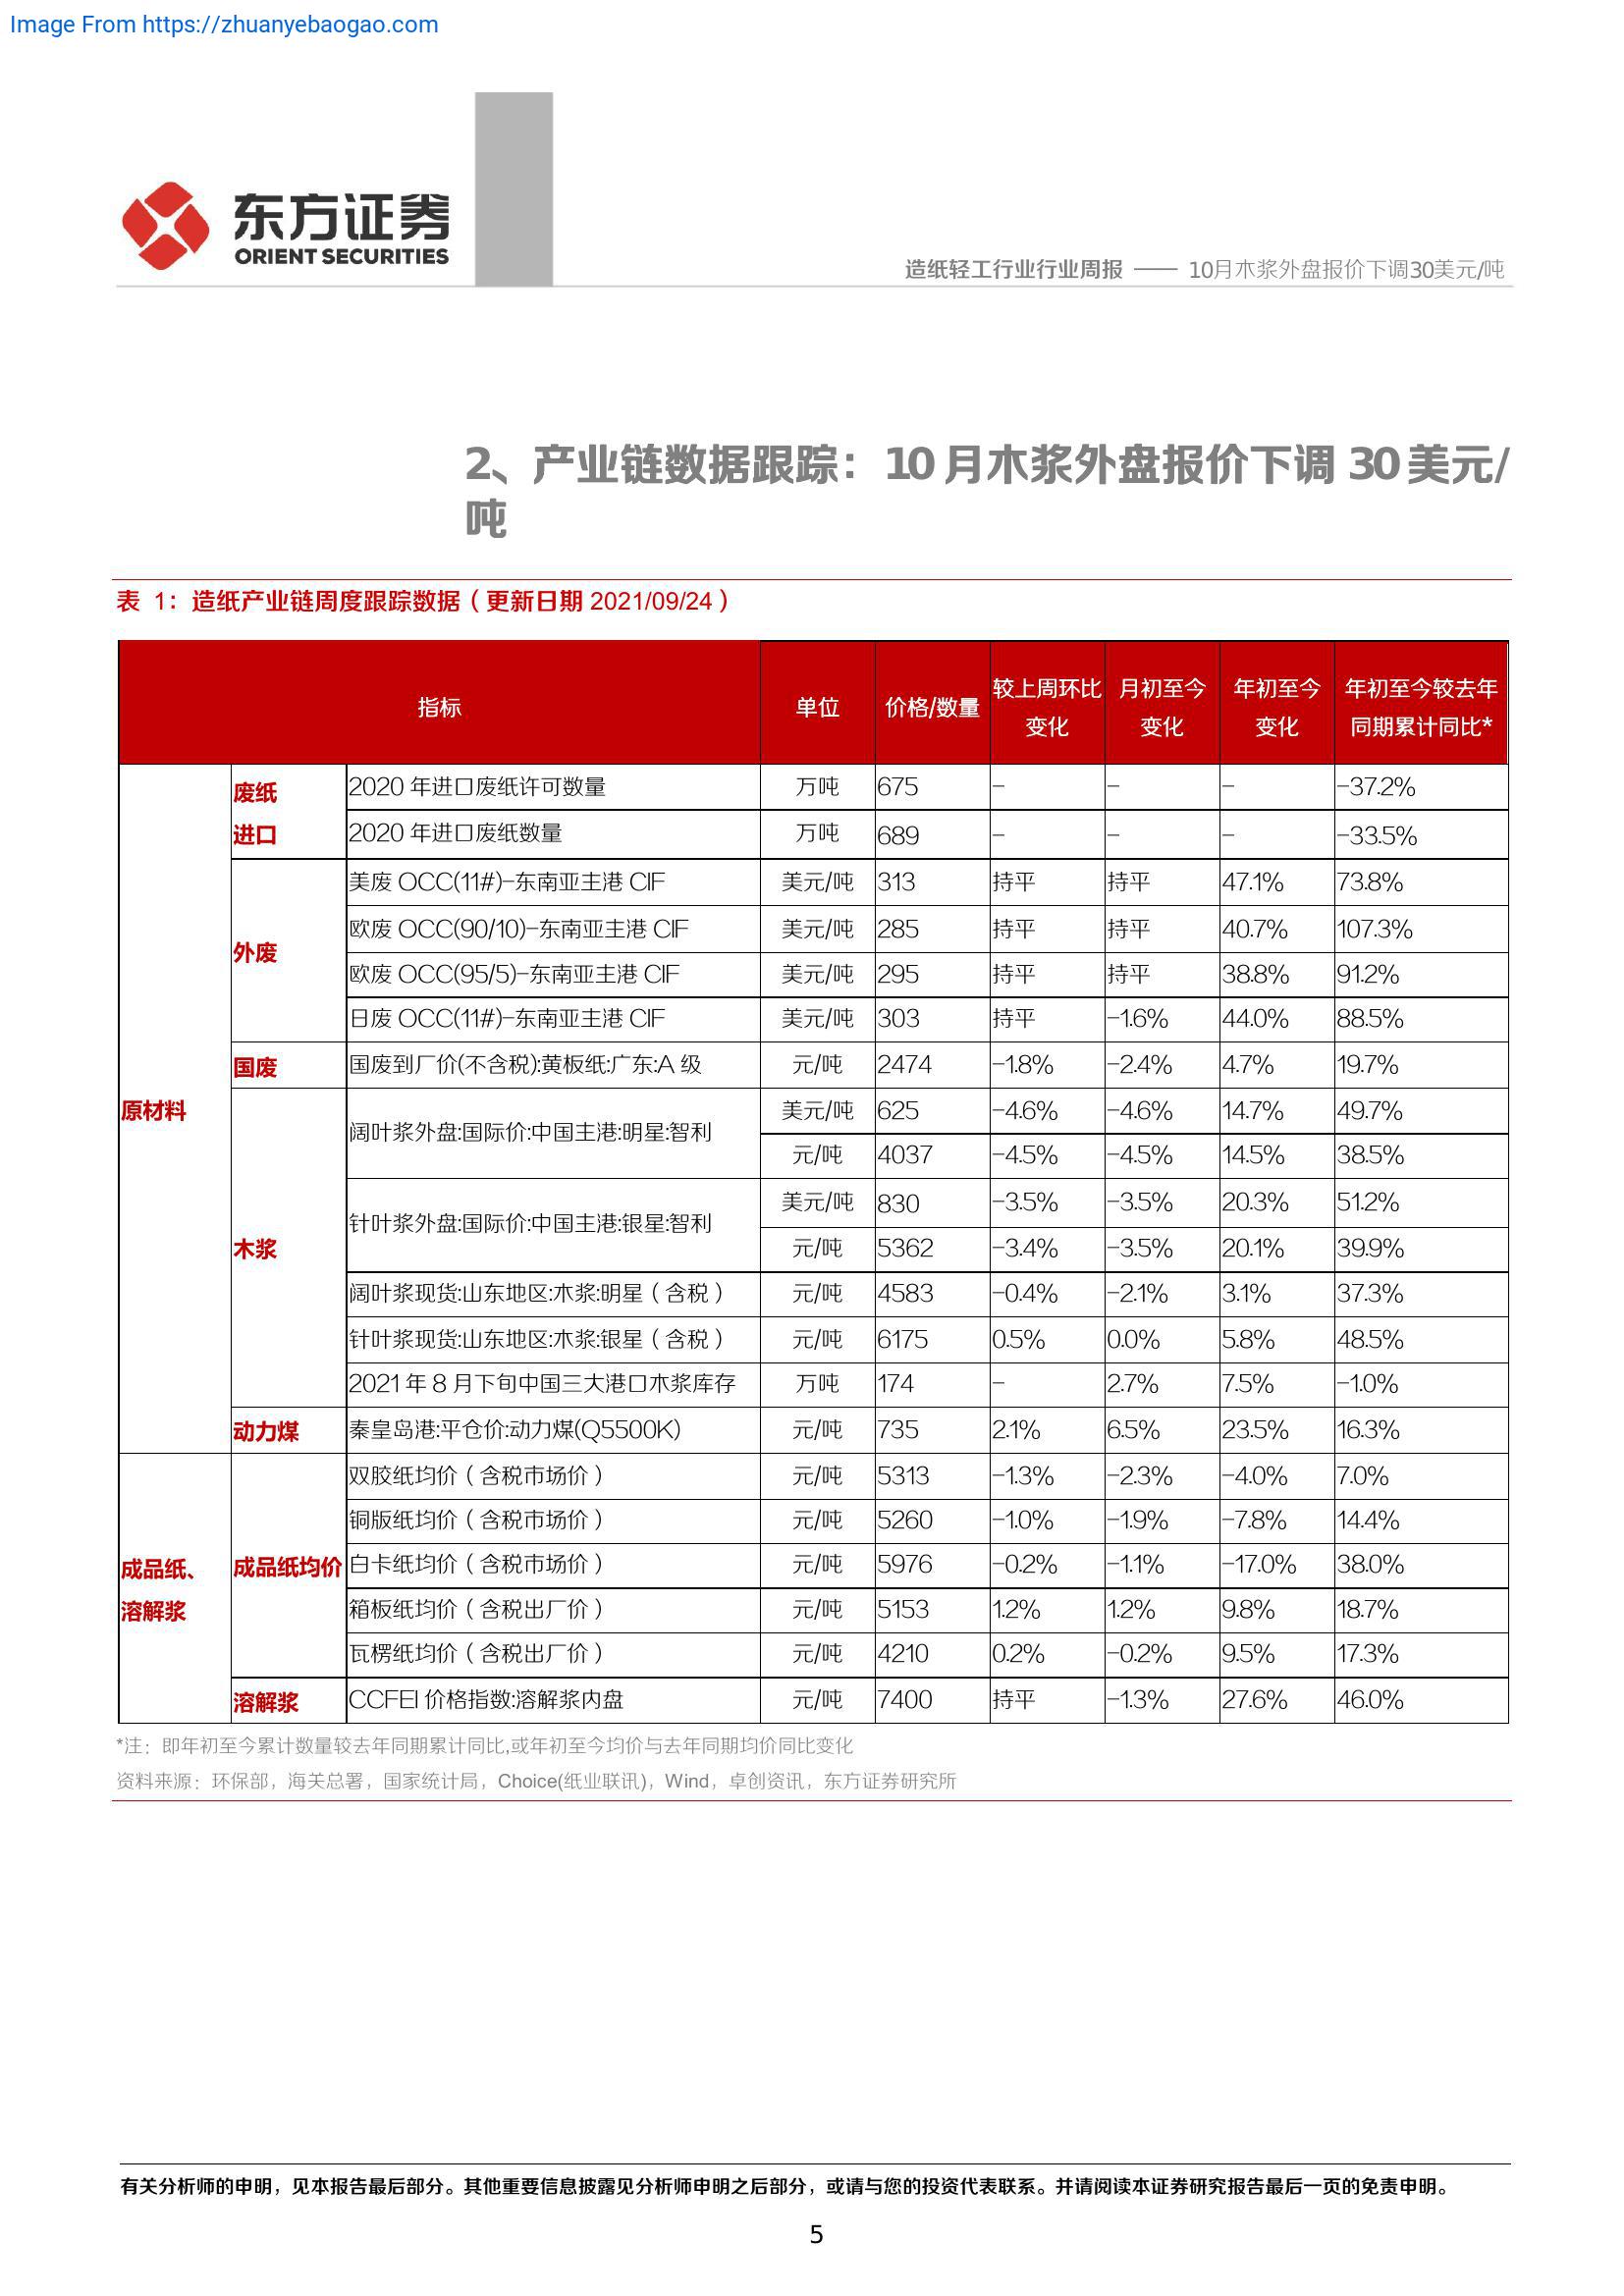 Image From https://zhuanyebaogao.com
东方证券
ORIENT SECURITIES
造纸轻工行业行业周报 —— 10月木浆外盘报价下调30美元/吨
2、产业链数据跟踪：10 月木浆外盘报价下调 30 美元/
吨
表 1：造纸产业链周度跟踪数据（更新日期 2021/09/24）
指标 单位 价格/数量 较上周环比变化 月初至今变化 年初至今变化 年初至今较去年同期累计同比*
原材料 废纸进口 2020 年进口废纸许可数量 万吨 675 – – – -37.2%
2020 年进口废纸数量 万吨 689 – – – -33.5%
外废 美废 OCC(11#)-东南亚主港 CIF 美元/吨 313 持平 持平 47.1% 73.8%
欧废 OCC(90/10)-东南亚主港 CIF 美元/吨 285 持平 持平 40.7% 107.3%
欧废 OCC(95/5)-东南亚主港 CIF 美元/吨 295 持平 持平 38.8% 91.2%
日废 OCC(11#)-东南亚主港 CIF 美元/吨 303 持平 -1.6% 44.0% 88.5%
国废 国废到厂价(不含税):黄板纸:广东:A 级 元/吨 2474 -1.8% -2.4% 4.7% 19.7%
木浆 阔叶浆外盘:国际价:中国主港:明星:智利 美元/吨 625 -4.6% -4.6% 14.7% 49.7%
元/吨 4037 -4.5% -4.5% 14.5% 38.5%
针叶浆外盘:国际价:中国主港:银星:智利 美元/吨 830 -3.5% -3.5% 20.3% 51.2%
元/吨 5362 -3.4% -3.5% 20.1% 39.9%
阔叶浆现货:山东地区:木浆:明星（含税） 元/吨 4583 -0.4% -2.1% 3.1% 37.3%
针叶浆现货:山东地区:木浆:银星（含税） 元/吨 6175 0.5% 0.0% 5.8% 48.5%
2021 年 8 月下旬中国三大港口木浆库存 万吨 174 – 2.7% 7.5% -1.0%
动力煤 秦皇岛港:平仓价:动力煤(Q5500K) 元/吨 735 2.1% 6.5% 23.5% 16.3%
成品纸、溶解浆 成品纸均价 双胶纸均价（含税市场价） 元/吨 5313 -1.3% -2.3% -4.0% 7.0%
铜版纸均价（含税市场价） 元/吨 5260 -1.0% -1.9% -7.8% 14.4%
白卡纸均价（含税市场价） 元/吨 5976 -0.2% -1.1% -17.0% 38.0%
箱板纸均价（含税出厂价） 元/吨 5153 1.2% 1.2% 9.8% 18.7%
瓦楞纸均价（含税出厂价） 元/吨 4210 0.2% -0.2% 9.5% 17.3%
溶解浆 CCFEI 价格指数:溶解浆内盘 元/吨 7400 持平 -1.3% 27.6% 46.0%
*注：即年初至今累计数量较去年同期累计同比,或年初至今均价与去年同期均价同比变化
资料来源：环保部，海关总署，国家统计局，Choice(纸业联讯)，Wind，卓创资讯，东方证券研究所
有关分析师的申明，见本报告最后部分。其他重要信息披露见分析师申明之后部分，或请与您的投资代表联系。并请阅读本证券研究报告最后一页的免责申明。
5